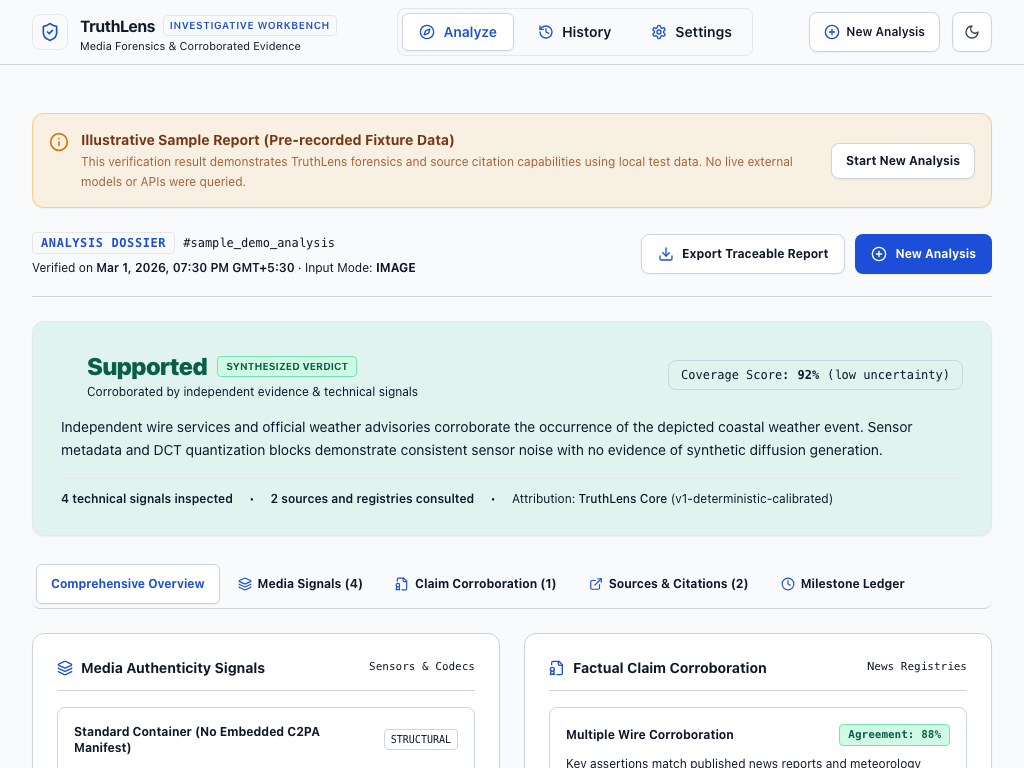 TruthLens INVESTIGATIVE WORKBENCH
Media Forensics & Corroborated Evidence
Analyze
History
Settings
New Analysis
Illustrative Sample Report (Pre-recorded Fixture Data)
This verification result demonstrates TruthLens forensics and source citation capabilities using local test data. No live external
models or APIs were queried.
Start New Analysis
ANALYSIS DOSSIER #sample_demo_analysis
Verified on Mar 1, 2026, 07:30 PM GMT+5:30 · Input Mode: IMAGE
Export Traceable Report
New Analysis
Supported SYNTHESIZED VERDICT
Corroborated by independent evidence & technical signals
Coverage Score: 92% (low uncertainty)
Independent wire services and official weather advisories corroborate the occurrence of the depicted coastal weather event. Sensor
metadata and DCT quantization blocks demonstrate consistent sensor noise with no evidence of synthetic diffusion generation.
4 technical signals inspected • 2 sources and registries consulted • Attribution: TruthLens Core (v1-deterministic-calibrated)
Comprehensive Overview
Media Signals (4)
Claim Corroboration (1)
Sources & Citations (2)
Milestone Ledger
Media Authenticity Signals
Sensors & Codecs
Standard Container (No Embedded C2PA
Manifest)
STRUCTURAL
Factual Claim Corroboration
News Registries
Multiple Wire Corroboration
Agreement: 88%
Key assertions match published news reports and meteorology